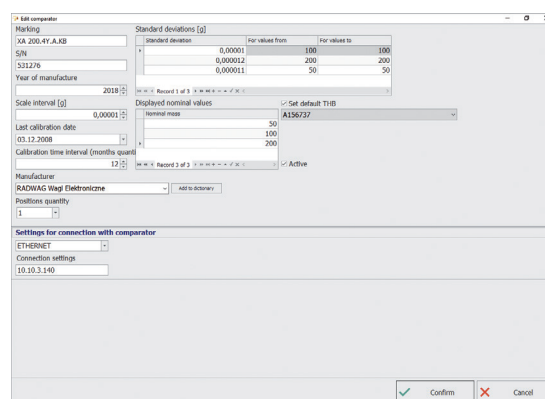 Edit comparator
Marking
XA 200.4Y.A.KB
S/N
531276
Year of manufacture
2018
Scale interval [g]
0,00001
Last calibration date
03.12.2008
Calibration time interval (months quanti
12
Manufacturer
RADWAG Wagi Elektroniczne
Add to dictionary
Positions quantity
1
Standard deviations [g]
Standard deviation For values from For values to
0,00001 100 100
0,000012 200 200
0,000011 50 50
Record 1 of 3
Displayed nominal values
Nominal mass
50
100
200
Record 3 of 3
Set default THB
A156737
Active
Settings for connection with comparator
ETHERNET
Connection settings
10.10.3.140
Confirm
Cancel